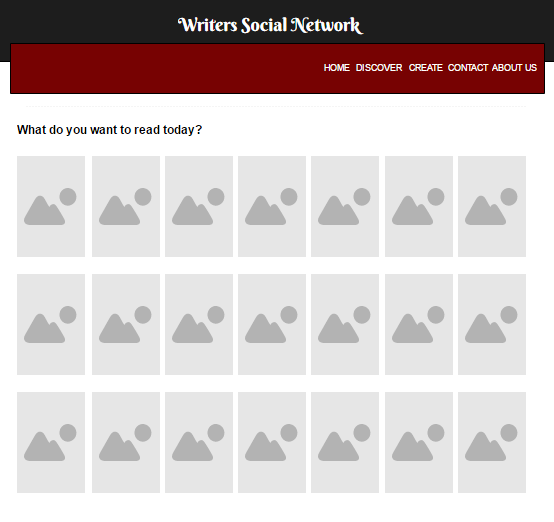 Writers Social Network
HOME DISCOVER CREATE CONTACT ABOUT US
What do you want to read today?